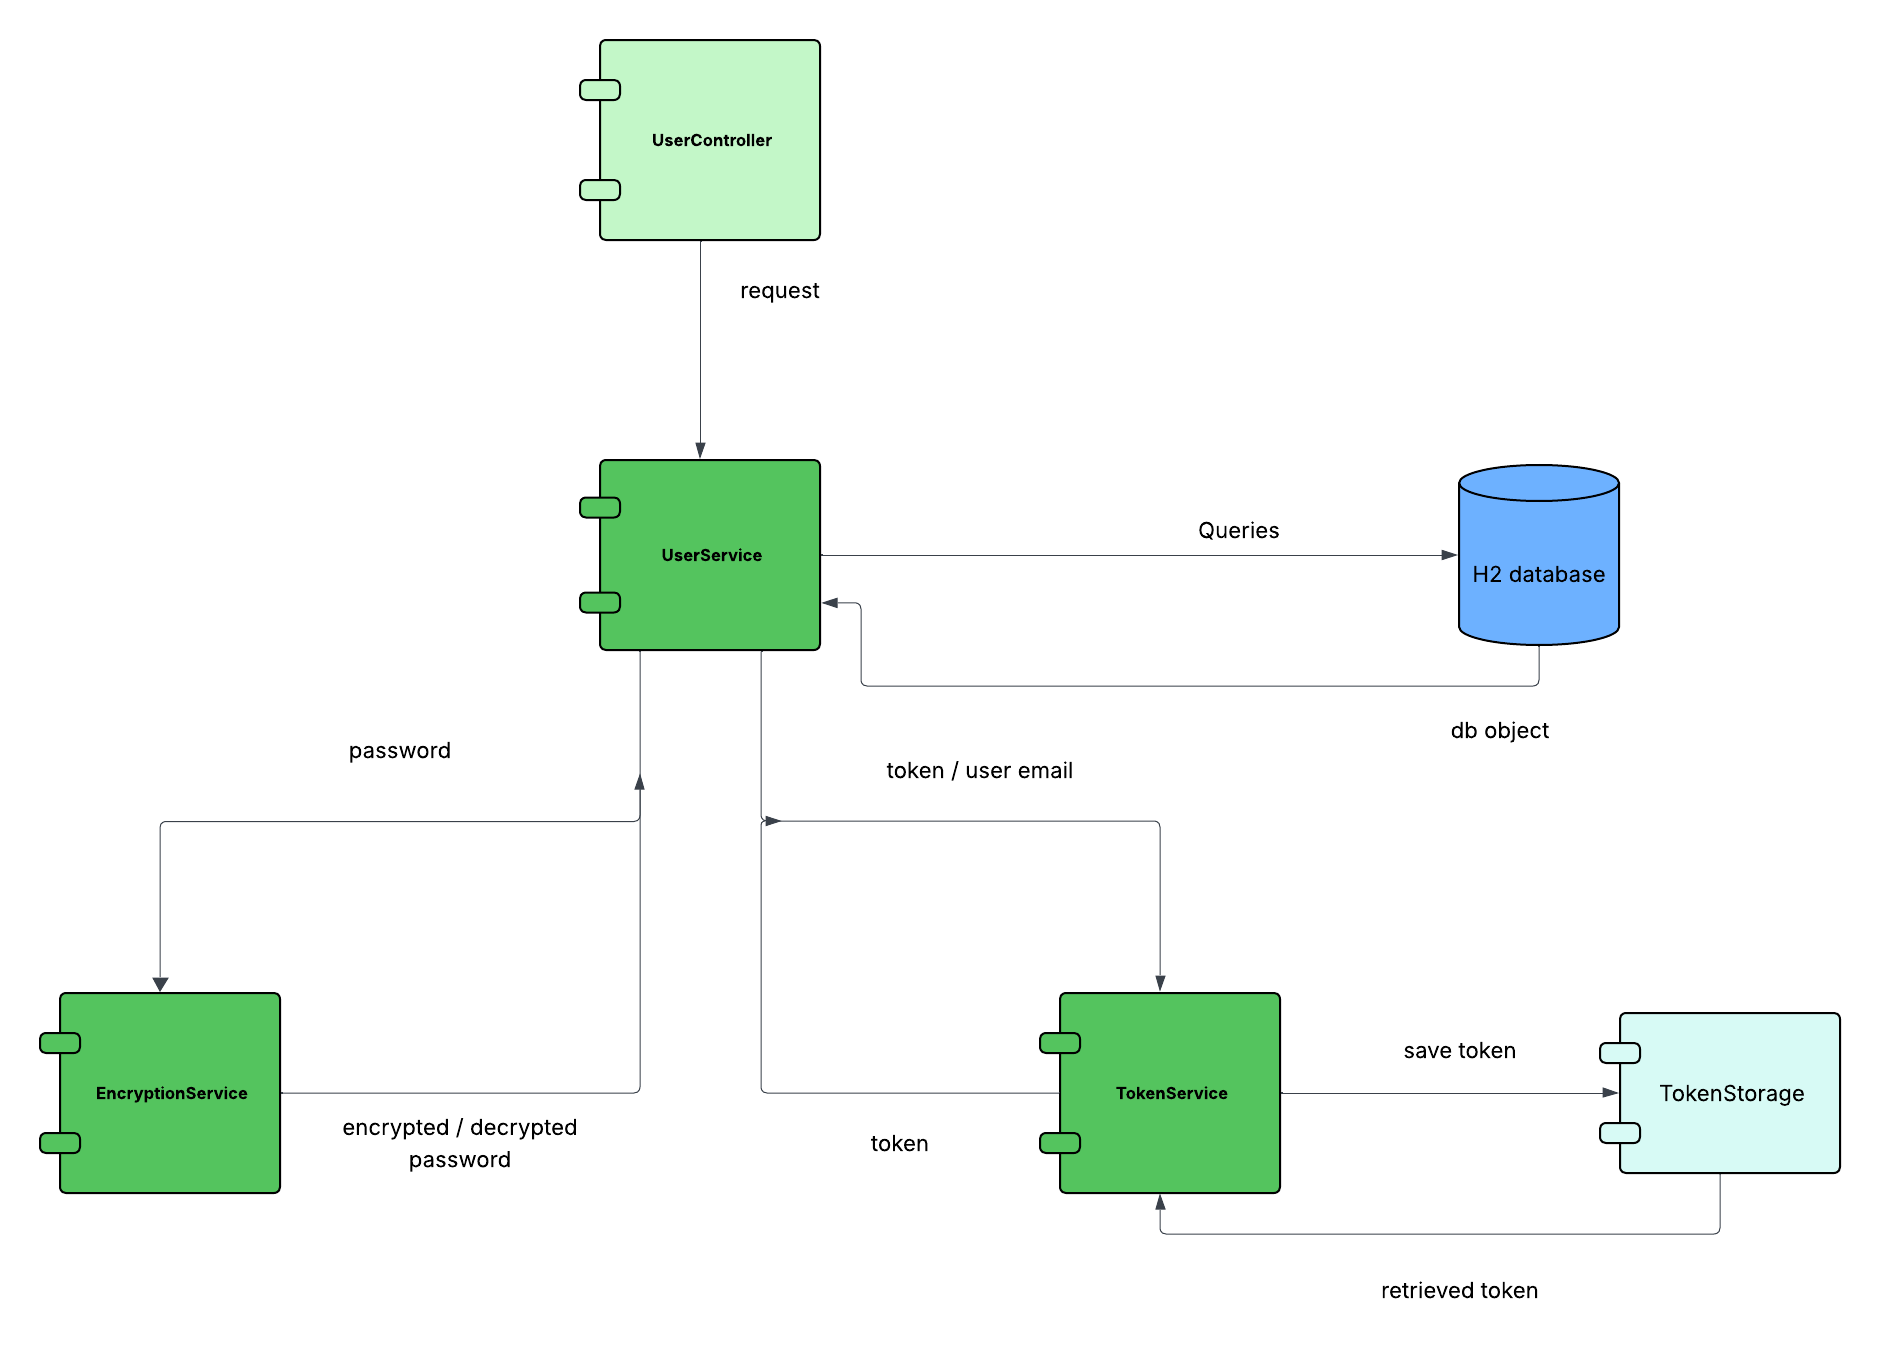 UserController
request
UserService
Queries
H2 database
db object
password
token / user email
EncryptionService
encrypted / decrypted
password
token
TokenService
save token
TokenStorage
retrieved token